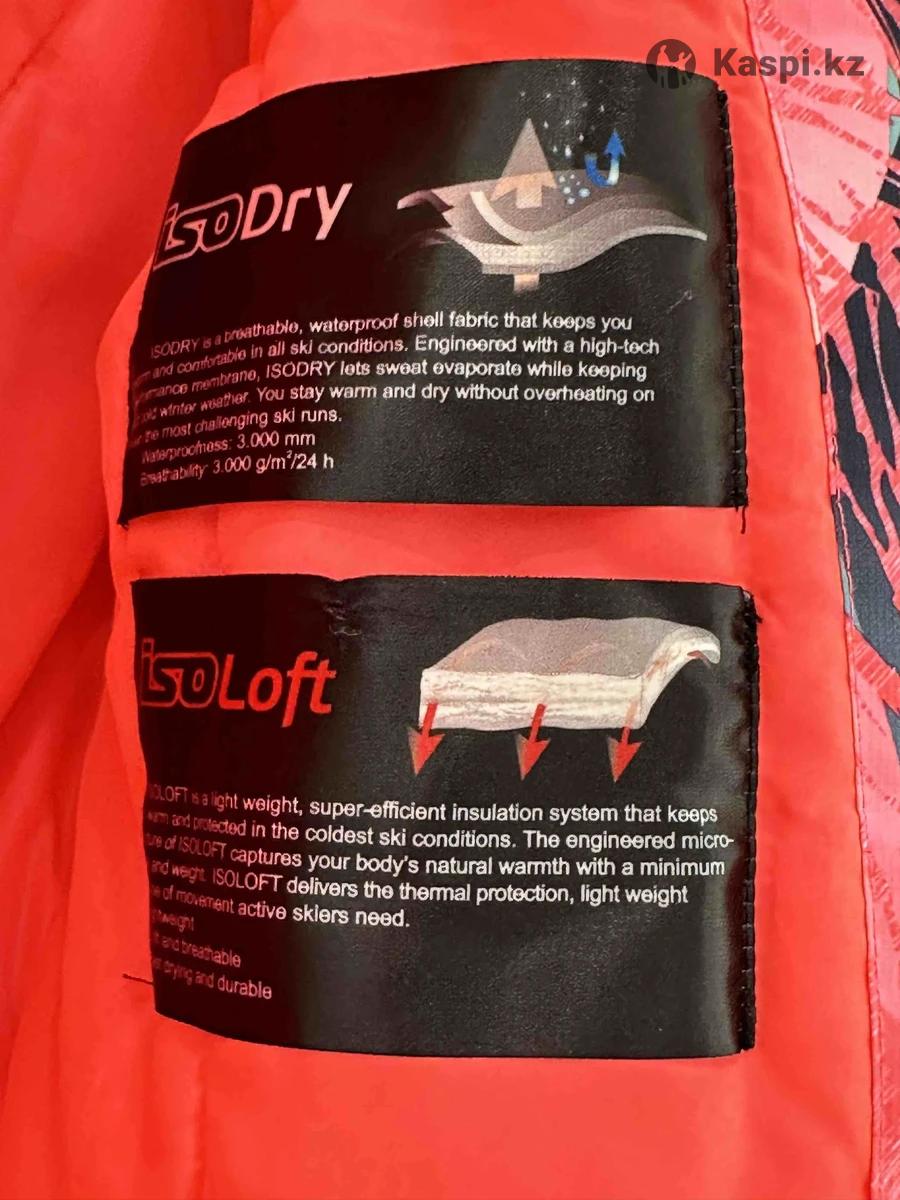 Kaspi.kz
isoDry
ISODRY is a breathable, waterproof shell fabric that keeps you
and comfortable in all ski conditions. Engineered with a high-tech
membrane, ISODRY lets sweat evaporate while keeping
winter weather. You stay warm and dry without overheating on
the most challenging ski runs.
Waterproofness: 3.000 mm
Breathability: 3.000 g/m²/24 h
isoLoft
is a light weight, super-efficient insulation system that keeps
and protected in the coldest ski conditions. The engineered micro-
of ISOLOFT captures your body's natural warmth with a minimum
and weight. ISOLOFT delivers the thermal protection, light weight
of movement active skiers need.
and breathable
drying and durable